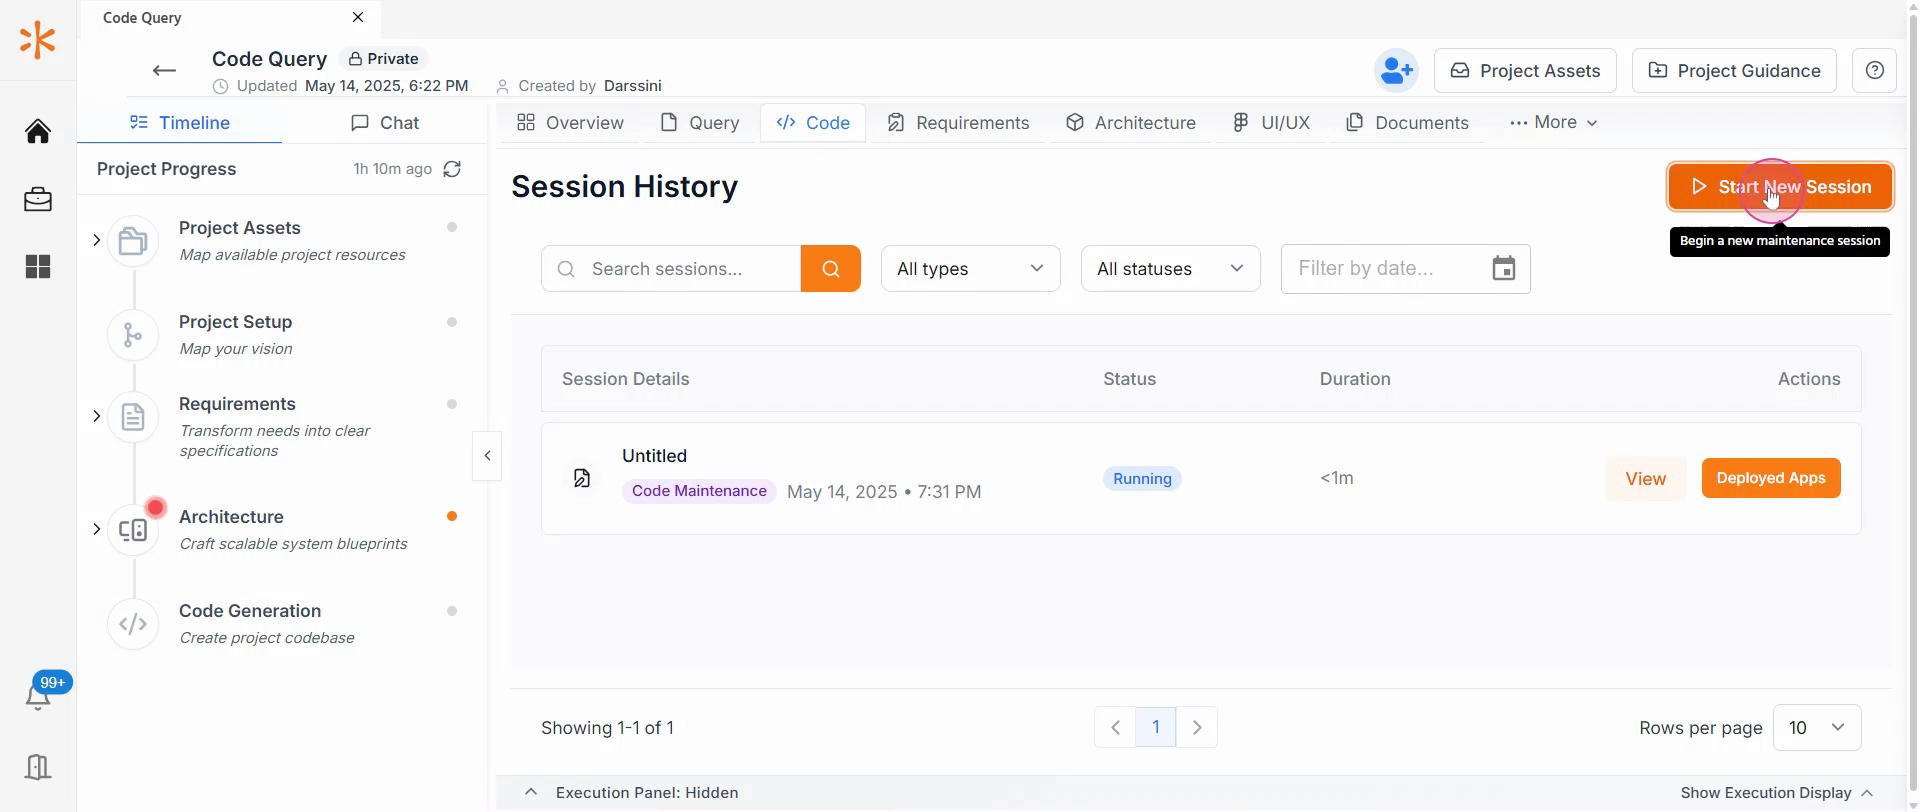 Code Query
Code Query
Private
Updated May 14, 2025, 6:22 PM
Created by Darssini
Project Assets
Project Guidance
Timeline
Chat
Overview
Query
Code
Requirements
Architecture
UI/UX
Documents
More
Project Progress
1h 10m ago
Project Assets
Map available project resources
Project Setup
Map your vision
Requirements
Transform needs into clear
specifications
Architecture
Craft scalable system blueprints
Code Generation
Create project codebase
99+
Session History
Start New Session
Begin a new maintenance session
Search sessions...
All types
All statuses
Filter by date...
Session Details
Status
Duration
Actions
Untitled
Code Maintenance
May 14, 2025 • 7:31 PM
Running
<1m
View
Deployed Apps
Showing 1-1 of 1
1
Rows per page
10
Execution Panel: Hidden
Show Execution Display